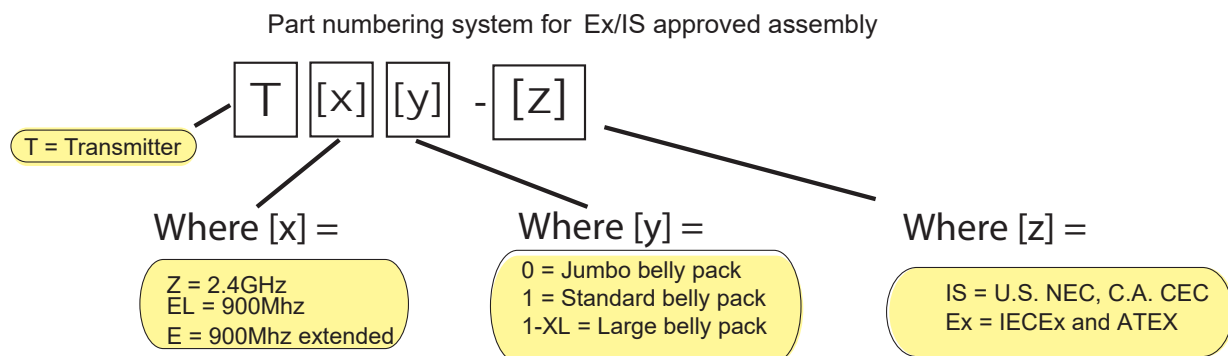 Part numbering system for Ex/IS approved assembly
T [x] [y] - [z]
T = Transmitter
Where [x] =
Z = 2.4GHz
EL = 900Mhz
E = 900Mhz extended
Where [y] =
0 = Jumbo belly pack
1 = Standard belly pack
1-XL = Large belly pack
Where [z] =
IS = U.S. NEC, C.A. CEC
Ex = IECEx and ATEX